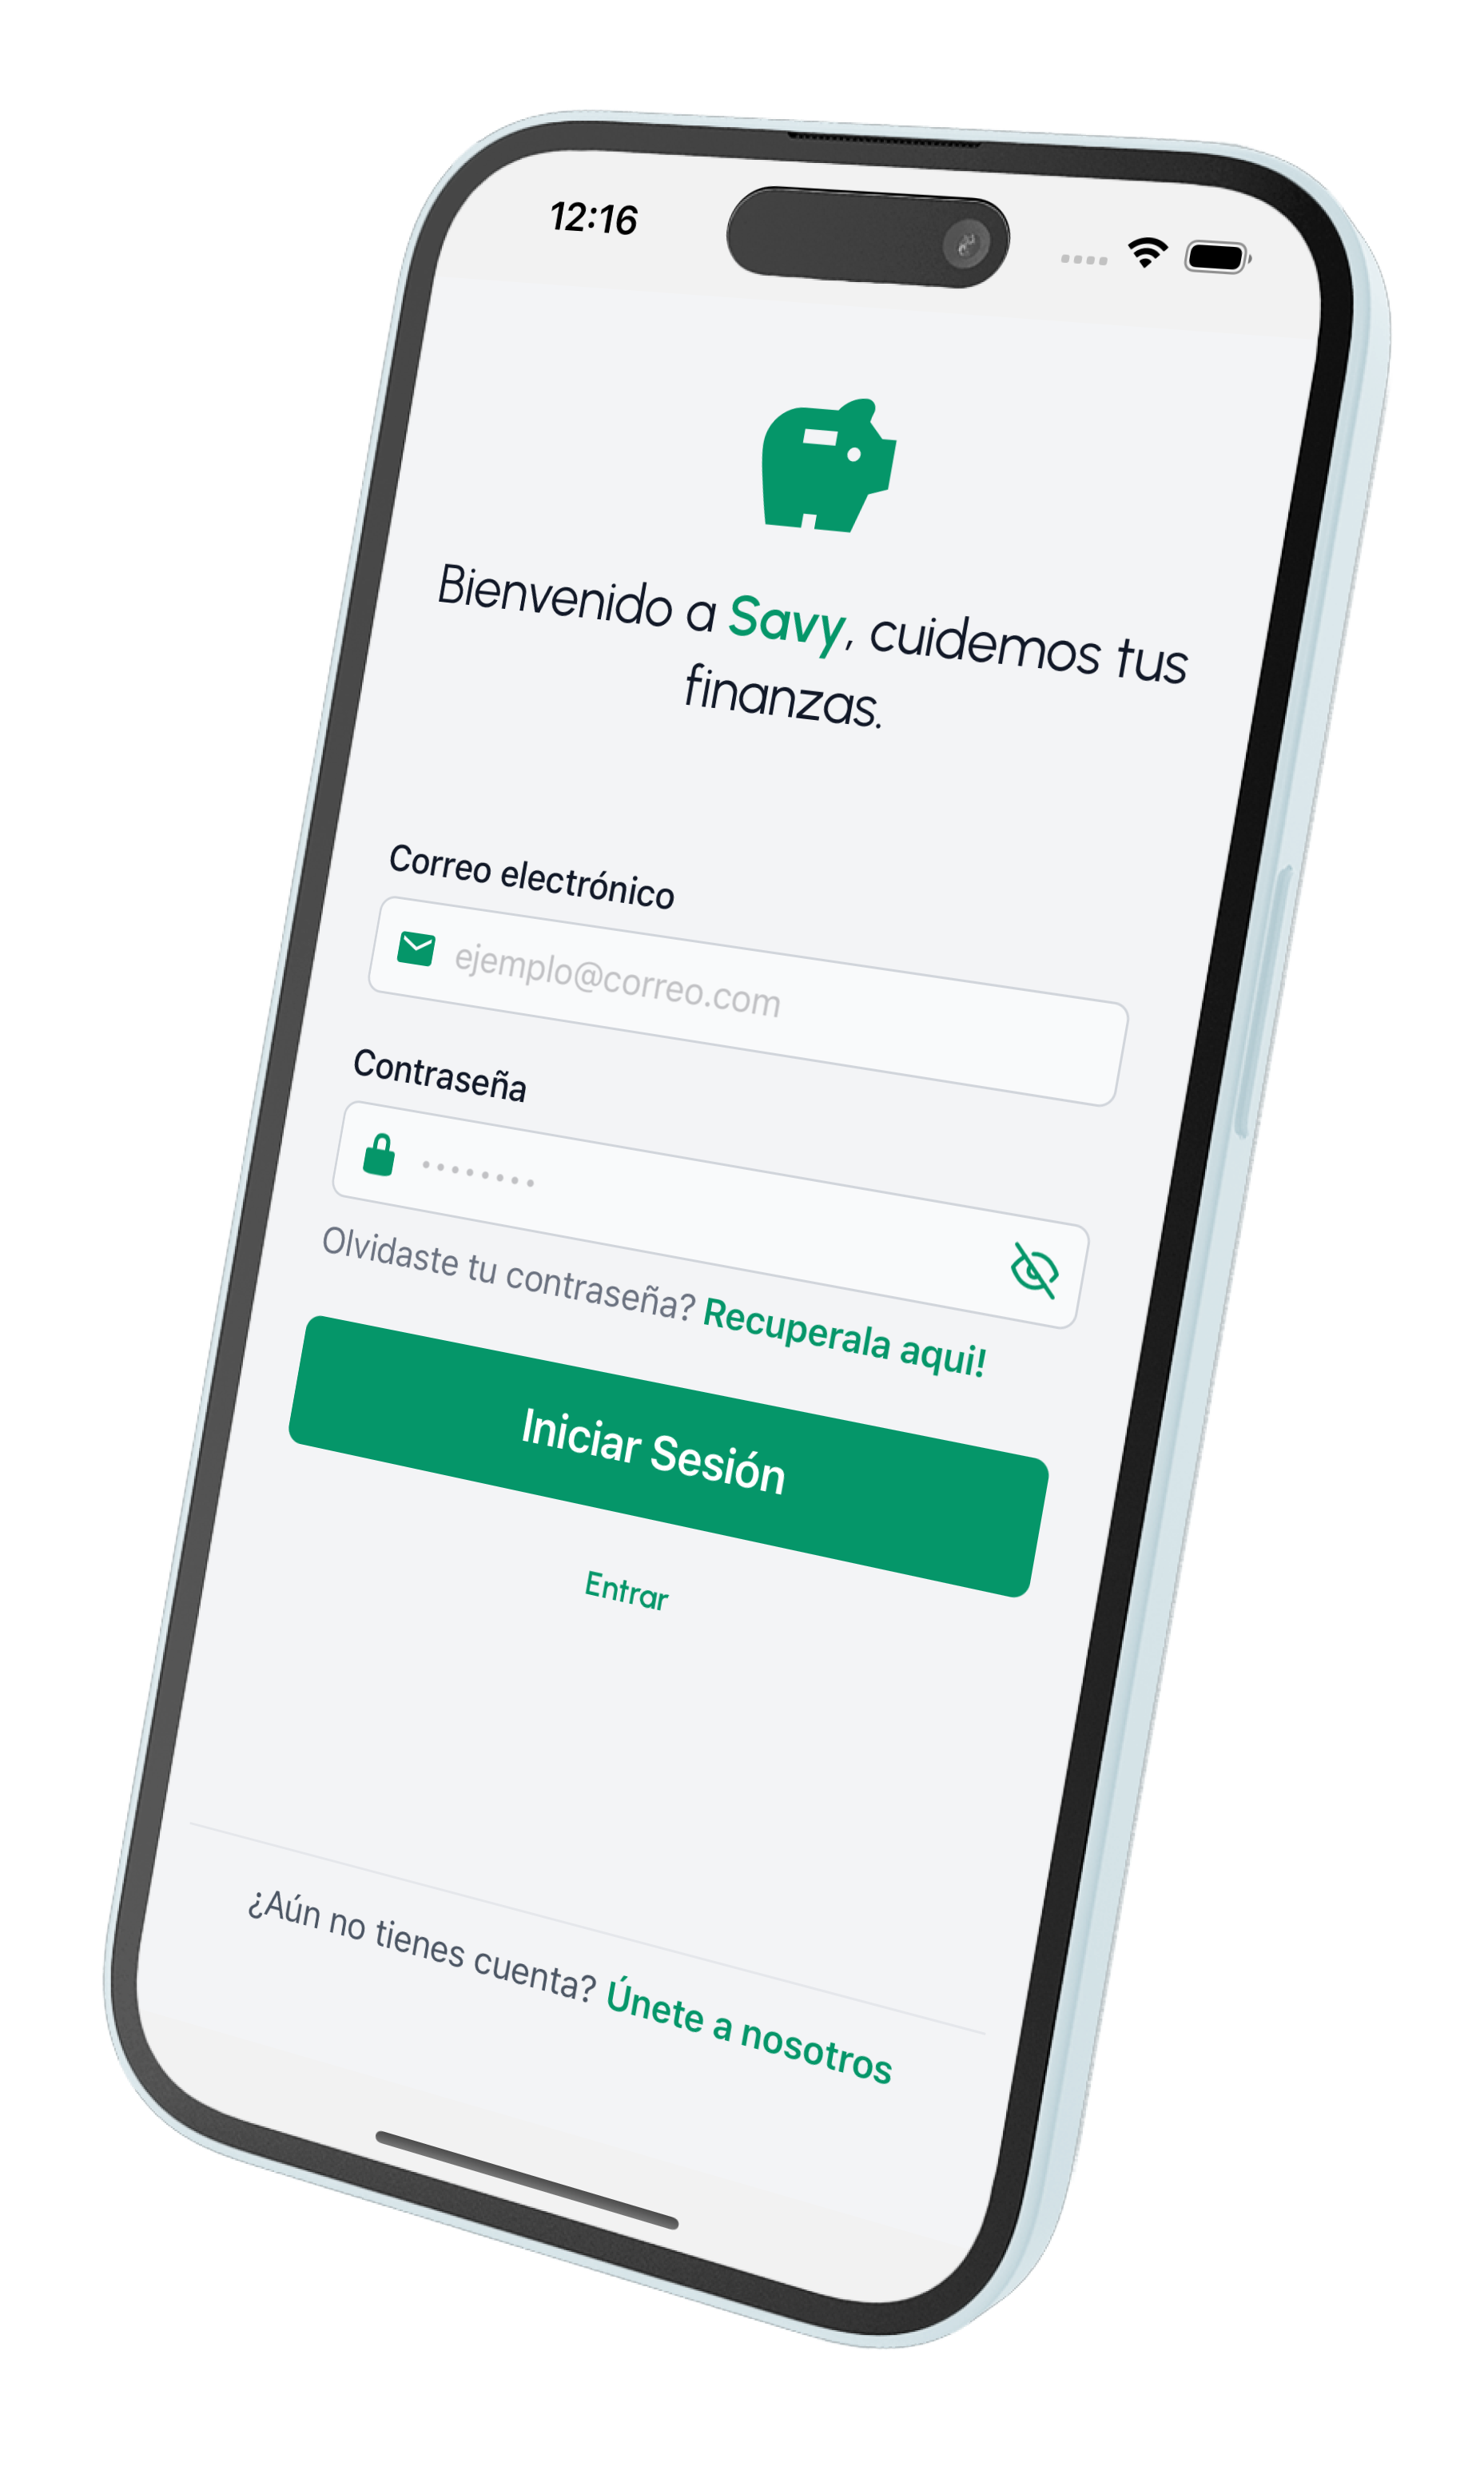 12:16
Bienvenido a Savy, cuidemos tus
finanzas.
Correo electrónico
ejemplo@correo.com
Contraseña
••••••••
Olvidaste tu contraseña? Recuperala aqui!
Iniciar Sesión
Entrar
¿Aún no tienes cuenta? Únete a nosotros